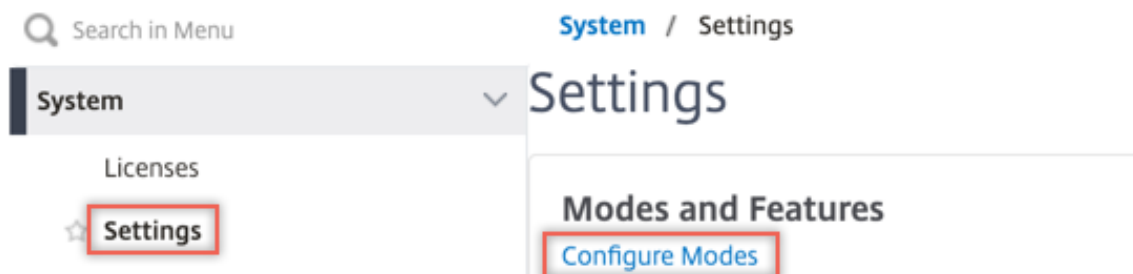 Search in Menu
System
Licenses
Settings
System / Settings
Settings
Modes and Features
Configure Modes